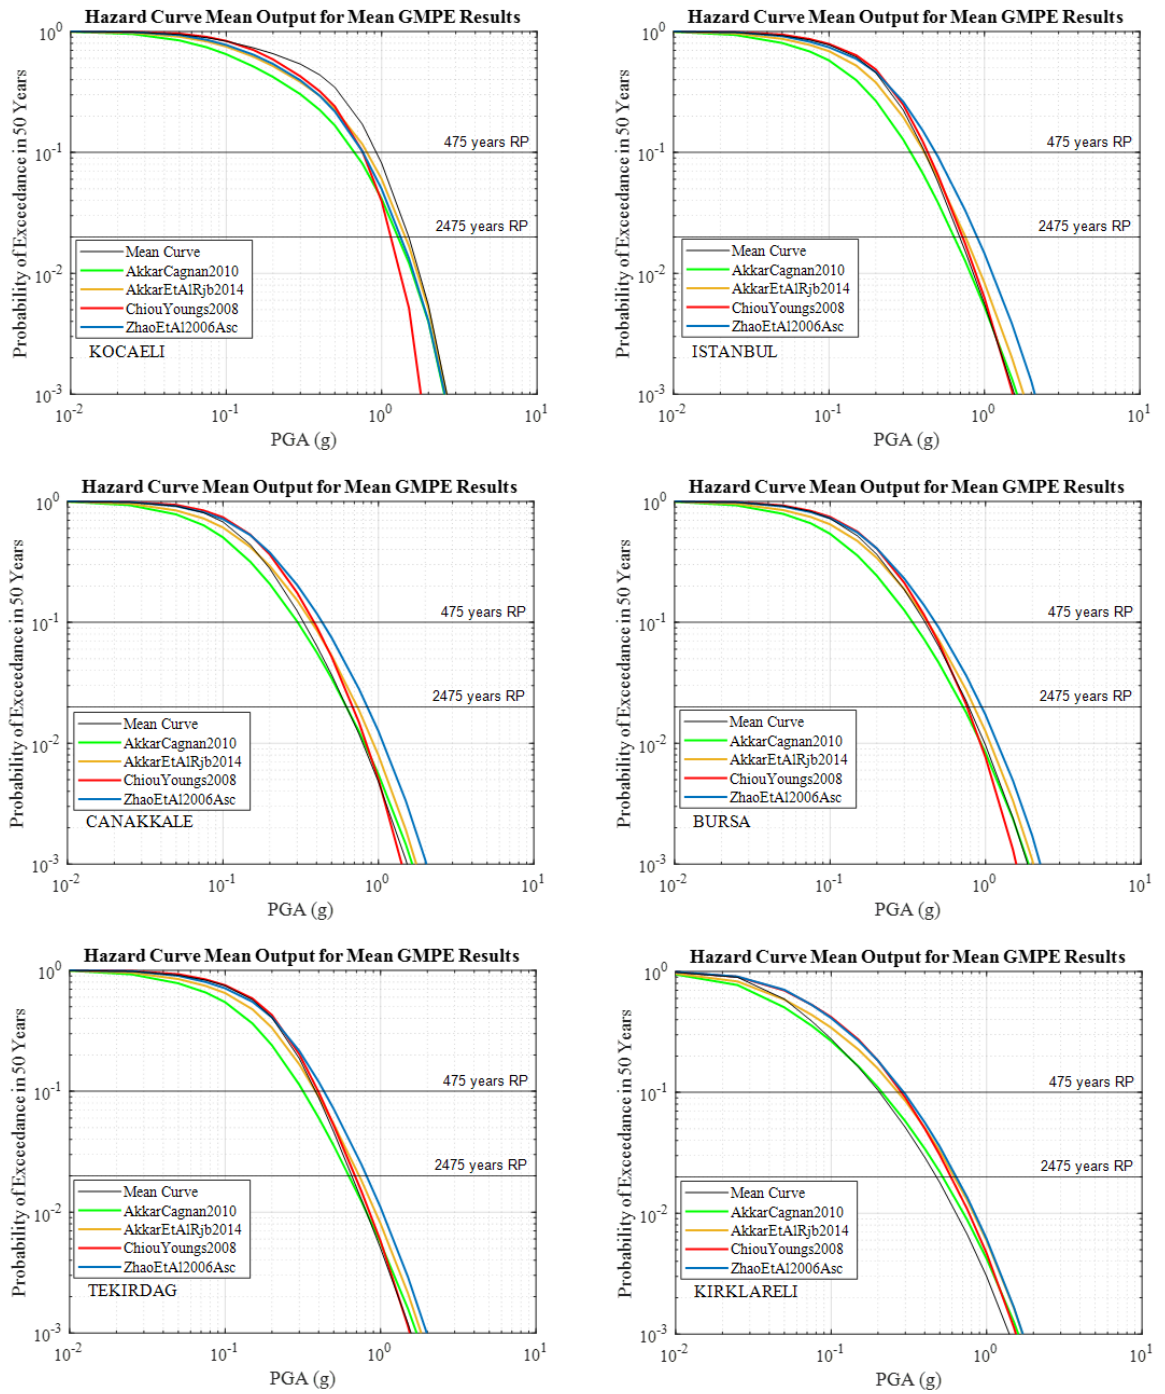 Hazard Curve Mean Output for Mean GMPE Results
Probability of Exceedance in 50 Years
10^0
10^-1
10^-2
10^-3
475 years RP
2475 years RP
Mean Curve
AkkarCagnan2010
AkkarEtAlRjb2014
ChiouYoungs2008
ZhaoEtAl2006Asc
KOCAELI
10^-2
10^-1
10^0
10^1
PGA (g)
Hazard Curve Mean Output for Mean GMPE Results
Probability of Exceedance in 50 Years
10^0
10^-1
10^-2
10^-3
475 years RP
2475 years RP
Mean Curve
AkkarCagnan2010
AkkarEtAlRjb2014
ChiouYoungs2008
ZhaoEtAl2006Asc
ISTANBUL
10^-2
10^-1
10^0
10^1
PGA (g)
Hazard Curve Mean Output for Mean GMPE Results
Probability of Exceedance in 50 Years
10^0
10^-1
10^-2
10^-3
475 years RP
2475 years RP
Mean Curve
AkkarCagnan2010
AkkarEtAlRjb2014
ChiouYoungs2008
ZhaoEtAl2006Asc
CANAKKALE
10^-2
10^-1
10^0
10^1
PGA (g)
Hazard Curve Mean Output for Mean GMPE Results
Probability of Exceedance in 50 Years
10^0
10^-1
10^-2
10^-3
475 years RP
2475 years RP
Mean Curve
AkkarCagnan2010
AkkarEtAlRjb2014
ChiouYoungs2008
ZhaoEtAl2006Asc
BURSA
10^-2
10^-1
10^0
10^1
PGA (g)
Hazard Curve Mean Output for Mean GMPE Results
Probability of Exceedance in 50 Years
10^0
10^-1
10^-2
10^-3
475 years RP
2475 years RP
Mean Curve
AkkarCagnan2010
AkkarEtAlRjb2014
ChiouYoungs2008
ZhaoEtAl2006Asc
TEKIRDAG
10^-2
10^-1
10^0
10^1
PGA (g)
Hazard Curve Mean Output for Mean GMPE Results
Probability of Exceedance in 50 Years
10^0
10^-1
10^-2
10^-3
475 years RP
2475 years RP
Mean Curve
AkkarCagnan2010
AkkarEtAlRjb2014
ChiouYoungs2008
ZhaoEtAl2006Asc
KIRKLARELI
10^-2
10^-1
10^0
10^1
PGA (g)